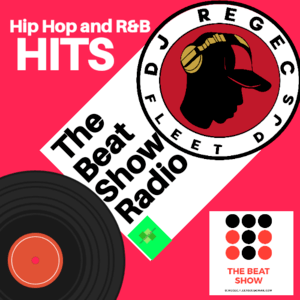 Hip Hop and R&B
HITS
DJ REGEC
FLEET DJS
The
Beat
Show
Radio
THE BEAT
SHOW